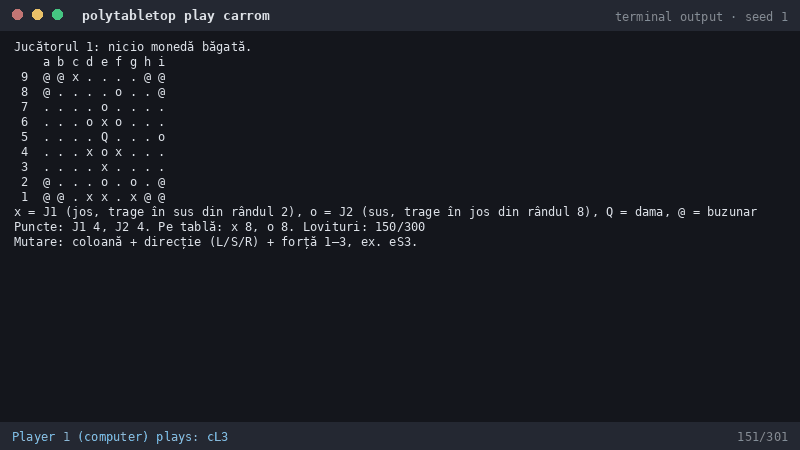 polytabletop play carrom
terminal output · seed 1
Jucătorul 1: nicio monedă băgată.
    a b c d e f g h i
 9  @ @ x . . . . @ @
 8  @ . . . . o . . @
 7  . . . . o . . . .
 6  . . . o x o . . .
 5  . . . . Q . . . o
 4  . . . x o x . . .
 3  . . . . x . . . .
 2  @ . . . o . o . @
 1  @ @ . x x . x @ @
x = J1 (jos, trage în sus din rândul 2), o = J2 (sus, trage în jos din rândul 8), Q = dama, @ = buzunar
Puncte: J1 4, J2 4. Pe tablă: x 8, o 8. Lovituri: 150/300
Mutare: coloană + direcție (L/S/R) + forță 1–3, ex. eS3.
Player 1 (computer) plays: cL3
151/301